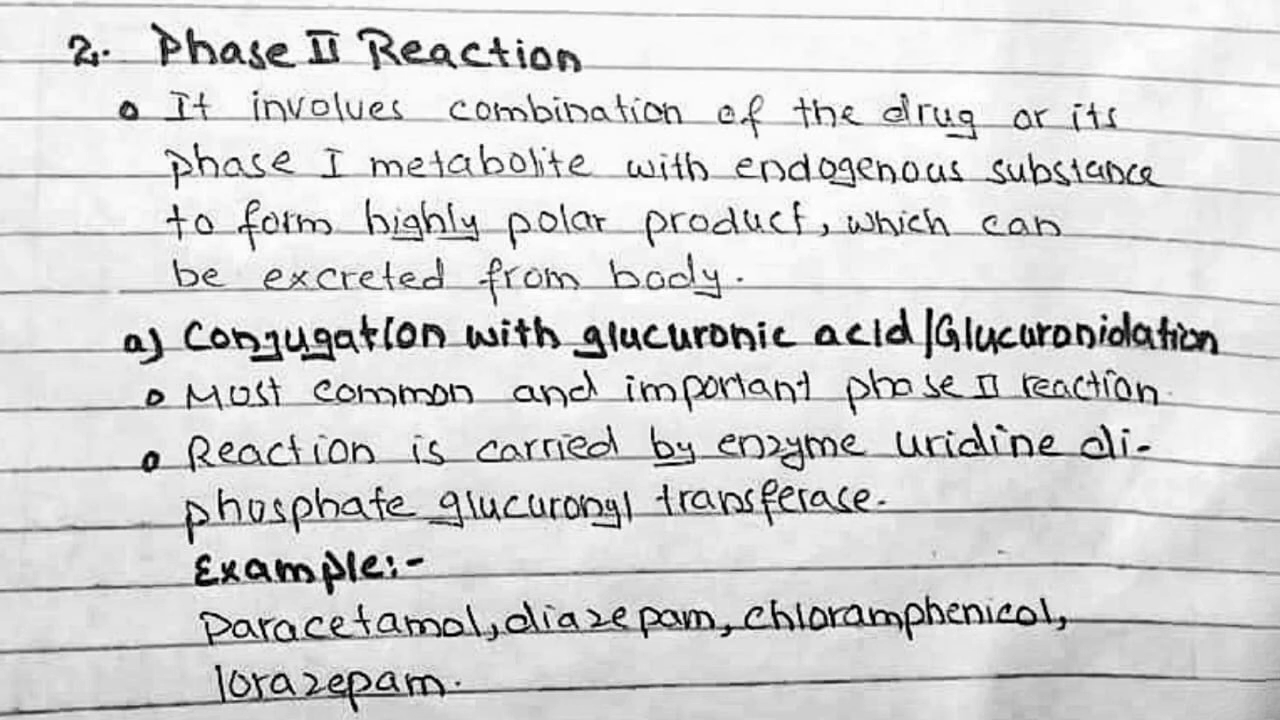 2. Phase II Reaction
• It involves combination of the drug or its
phase I metabolite with endogenous substance
to form highly polar product, which can
be excreted from body.
a) Conjugation with glucuronic acid/Glucuronidation
• Most common and important phase II reaction.
• Reaction is carried by enzyme uridine di-
phosphate glucuronyl transferase.
Example:-
Paracetamol, diazepam, chloramphenicol,
lorazepam.